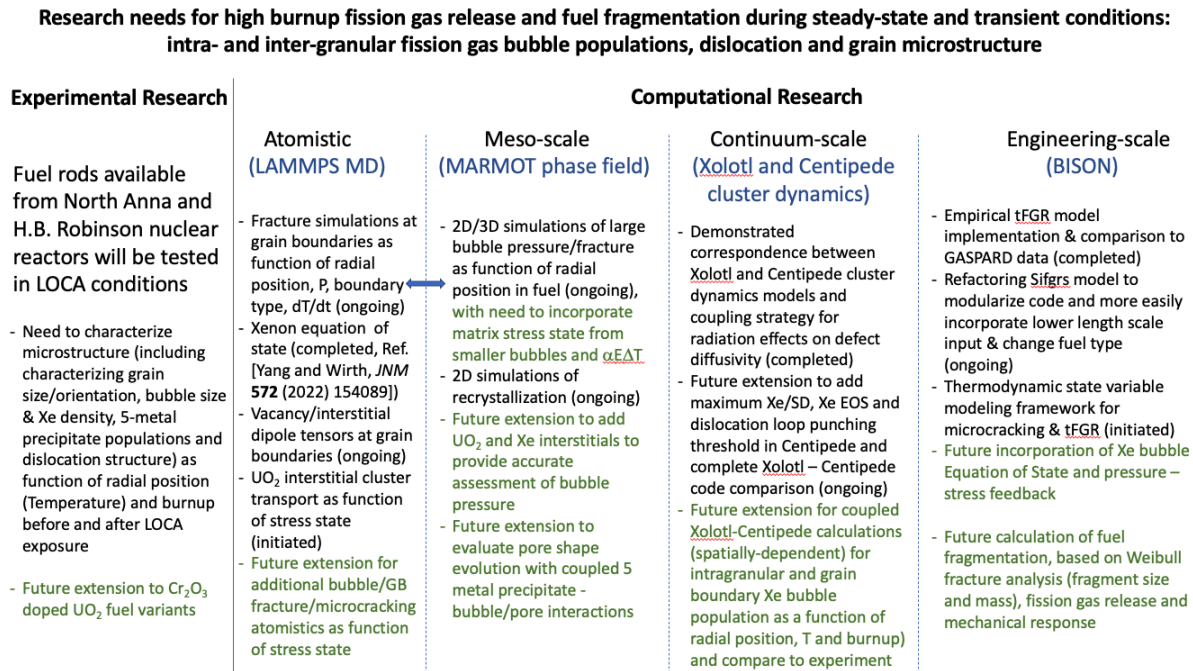 Research needs for high burnup fission gas release and fuel fragmentation during steady-state and transient conditions:
intra- and inter-granular fission gas bubble populations, dislocation and grain microstructure
Experimental Research
Fuel rods available
from North Anna and
H.B. Robinson nuclear
reactors will be tested
in LOCA conditions
- Need to characterize
microstructure (including
characterizing grain
size/orientation, bubble size
& Xe density, 5-metal
precipitate populations and
dislocation structure) as
function of radial position
(Temperature) and burnup
before and after LOCA
exposure
- Future extension to Cr₂O₃
doped UO₂ fuel variants
Computational Research
Atomistic
(LAMMPS MD)
- Fracture simulations at
grain boundaries as
function of radial
position, P, boundary
type, dT/dt (ongoing)
- Xenon equation of
state (completed, Ref.
[Yang and Wirth, JNM
572 (2022) 154089])
- Vacancy/interstitial
dipole tensors at grain
boundaries (ongoing)
- UO₂ interstitial cluster
transport as function
of stress state
(initiated)
- Future extension for
additional bubble/GB
fracture/microcracking
atomistics as function
of stress state
Meso-scale
(MARMOT phase field)
- 2D/3D simulations of large
bubble pressure/fracture
as function of radial
position in fuel (ongoing),
with need to incorporate
matrix stress state from
smaller bubbles and αEΔT
- 2D simulations of
recrystallization (ongoing)
- Future extension to add
UO₂ and Xe interstitials to
provide accurate
assessment of bubble
pressure
- Future extension to
evaluate pore shape
evolution with coupled 5
metal precipitate -
bubble/pore interactions
Continuum-scale
(Xolotl and Centipede
cluster dynamics)
- Demonstrated
correspondence between
Xolotl and Centipede cluster
dynamics models and
coupling strategy for
radiation effects on defect
diffusivity (completed)
- Future extension to add
maximum Xe/SD, Xe EOS and
dislocation loop punching
threshold in Centipede and
complete Xolotl – Centipede
code comparison (ongoing)
- Future extension for coupled
Xolotl-Centipede calculations
(spatially-dependent) for
intragranular and grain
boundary Xe bubble
population as a function of
radial position, T and burnup)
and compare to experiment
Engineering-scale
(BISON)
- Empirical tFGR model
implementation & comparison to
GASPARD data (completed)
- Refactoring Sifgrs model to
modularize code and more easily
incorporate lower length scale
input & change fuel type
(ongoing)
- Thermodynamic state variable
modeling framework for
microcracking & tFGR (initiated)
- Future incorporation of Xe bubble
Equation of State and pressure –
stress feedback
- Future calculation of fuel
fragmentation, based on Weibull
fracture analysis (fragment size
and mass), fission gas release and
mechanical response